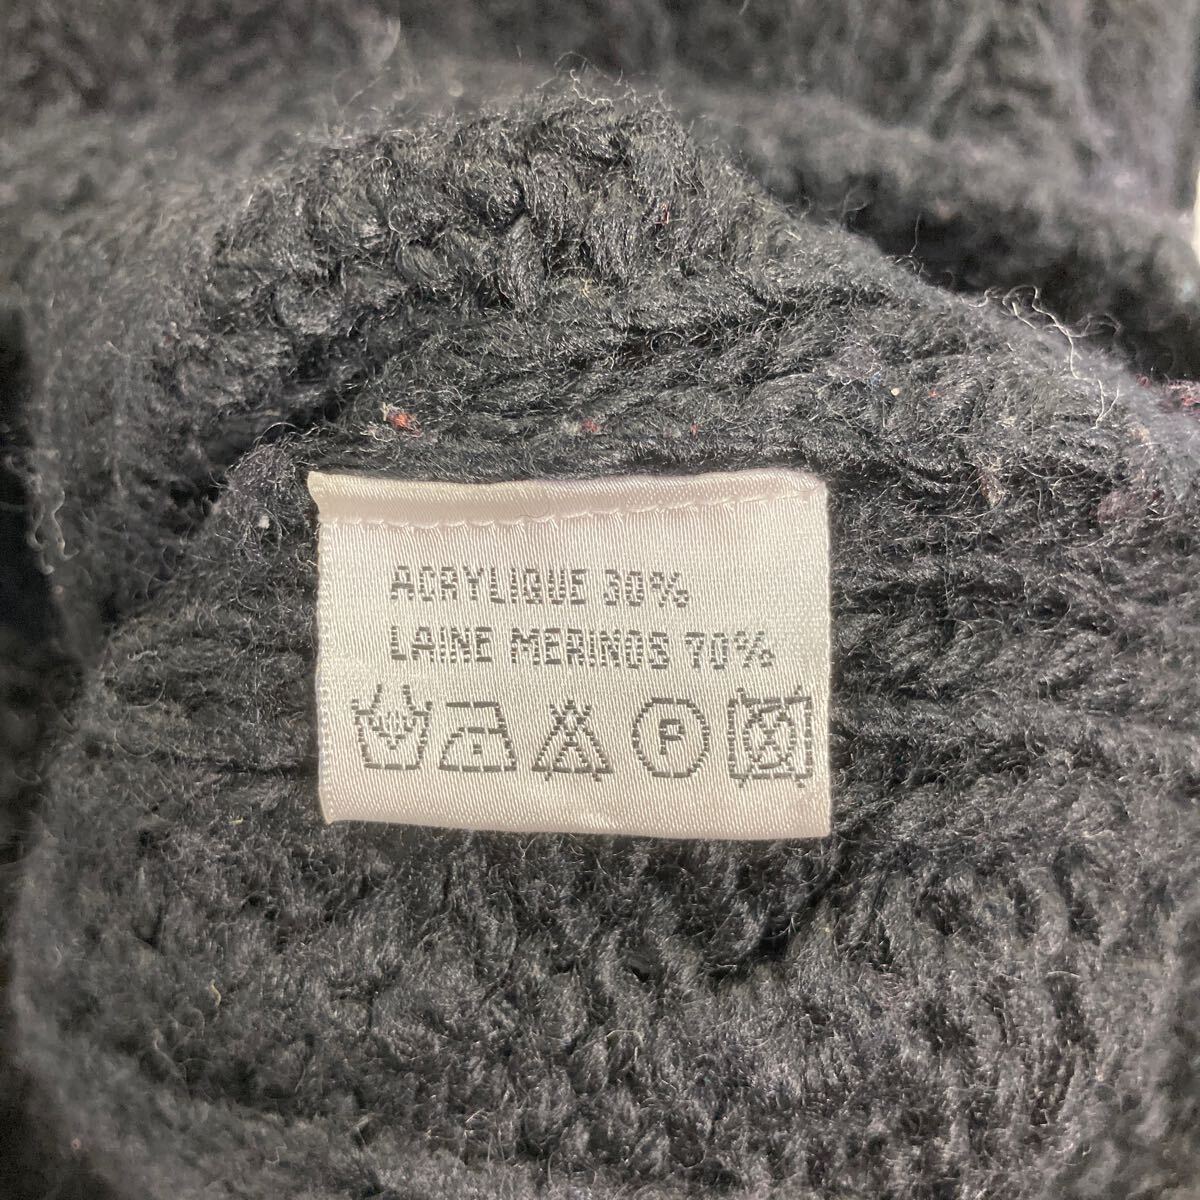 ACRYLIQUE 30%
LAINE MERINOS 70%
P